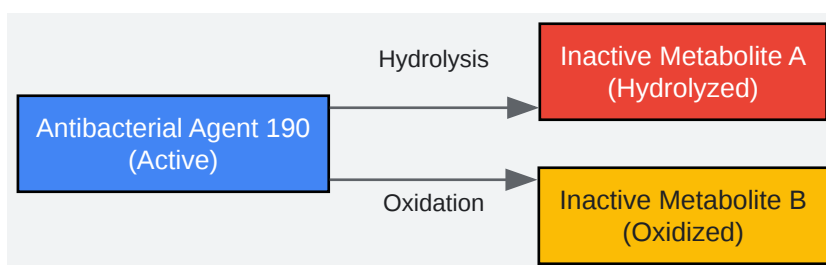 Hydrolysis
Inactive Metabolite A
(Hydrolyzed)
Antibacterial Agent 190
(Active)
Oxidation
Inactive Metabolite B
(Oxidized)